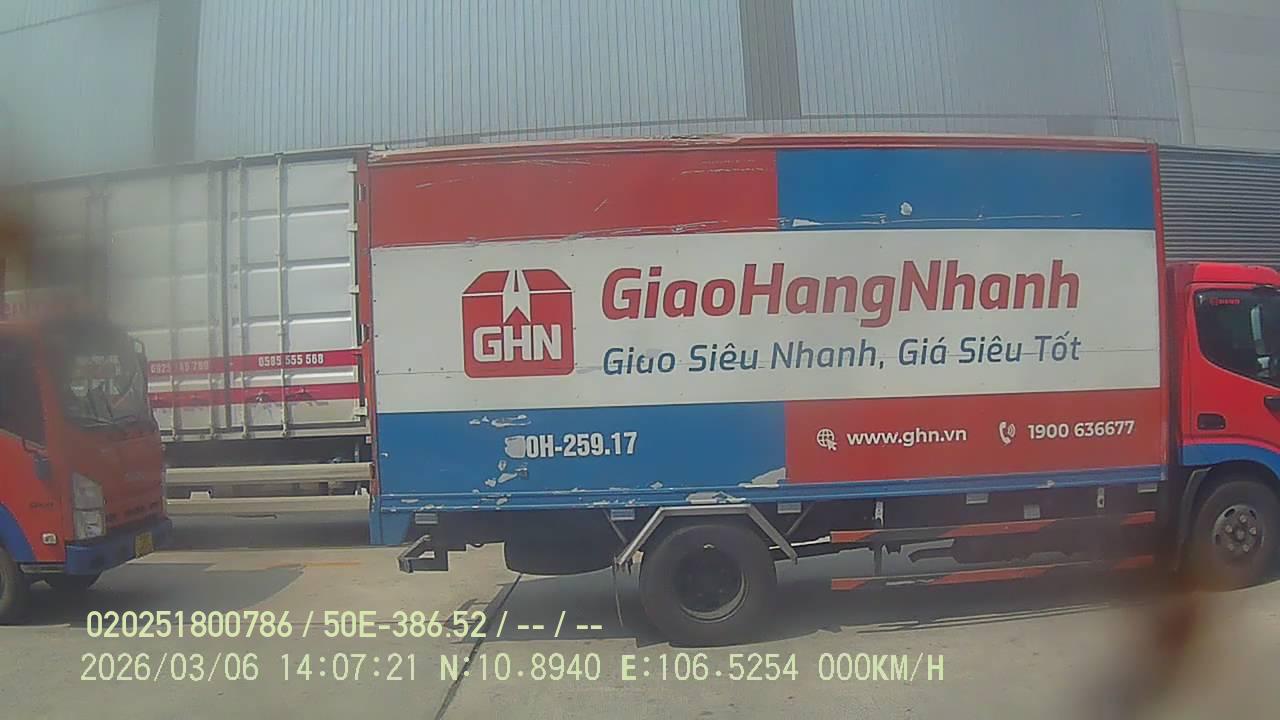 GHN
GiaoHangNhanh
Giao Siêu Nhanh, Giá Siêu Tốt
0585 555 568
0H-259.17
www.ghn.vn
1900 636677
020251800786 / 50E-386.52 / -- / --
2026/03/06 14:07:21 N:10.8940 E:106.5254 000KM/H